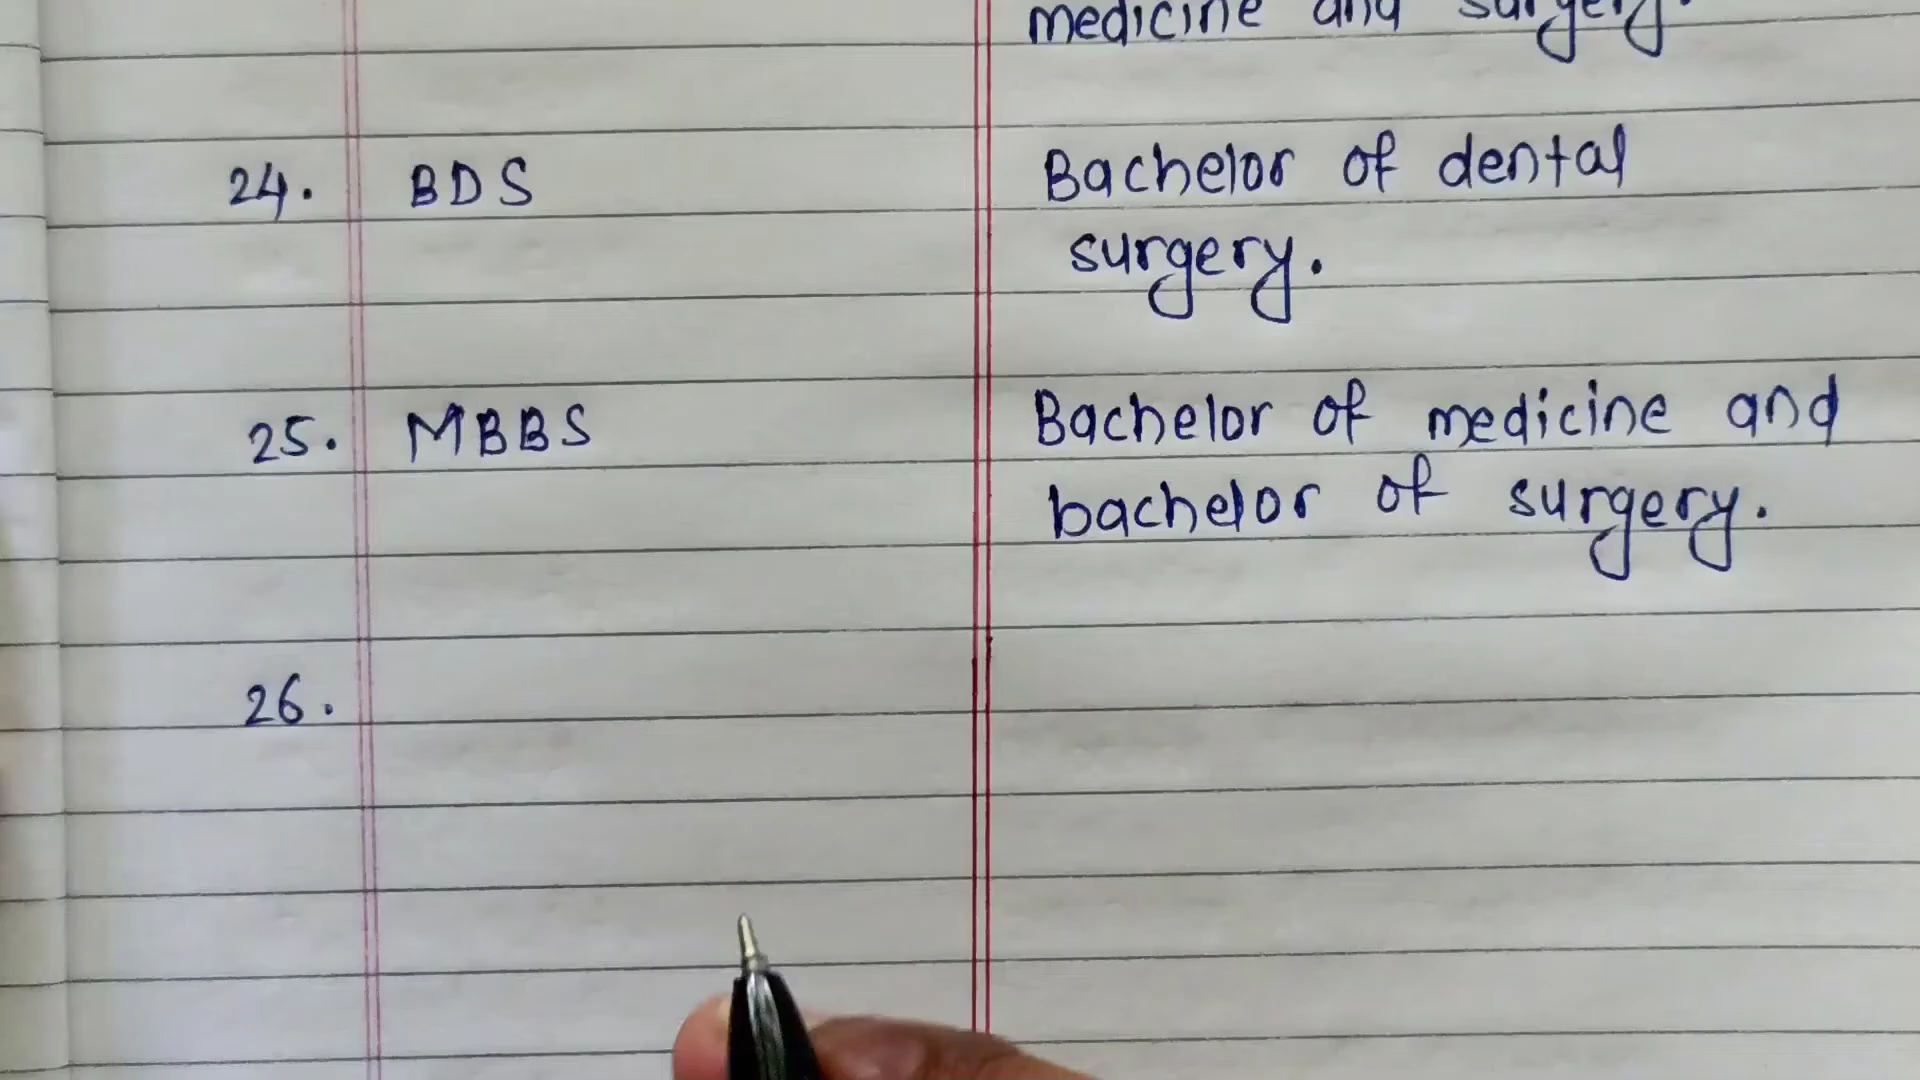 medicine and surgery.
24. BDS Bachelor of dental
surgery.
25. MBBS Bachelor of medicine and
bachelor of surgery.
26.